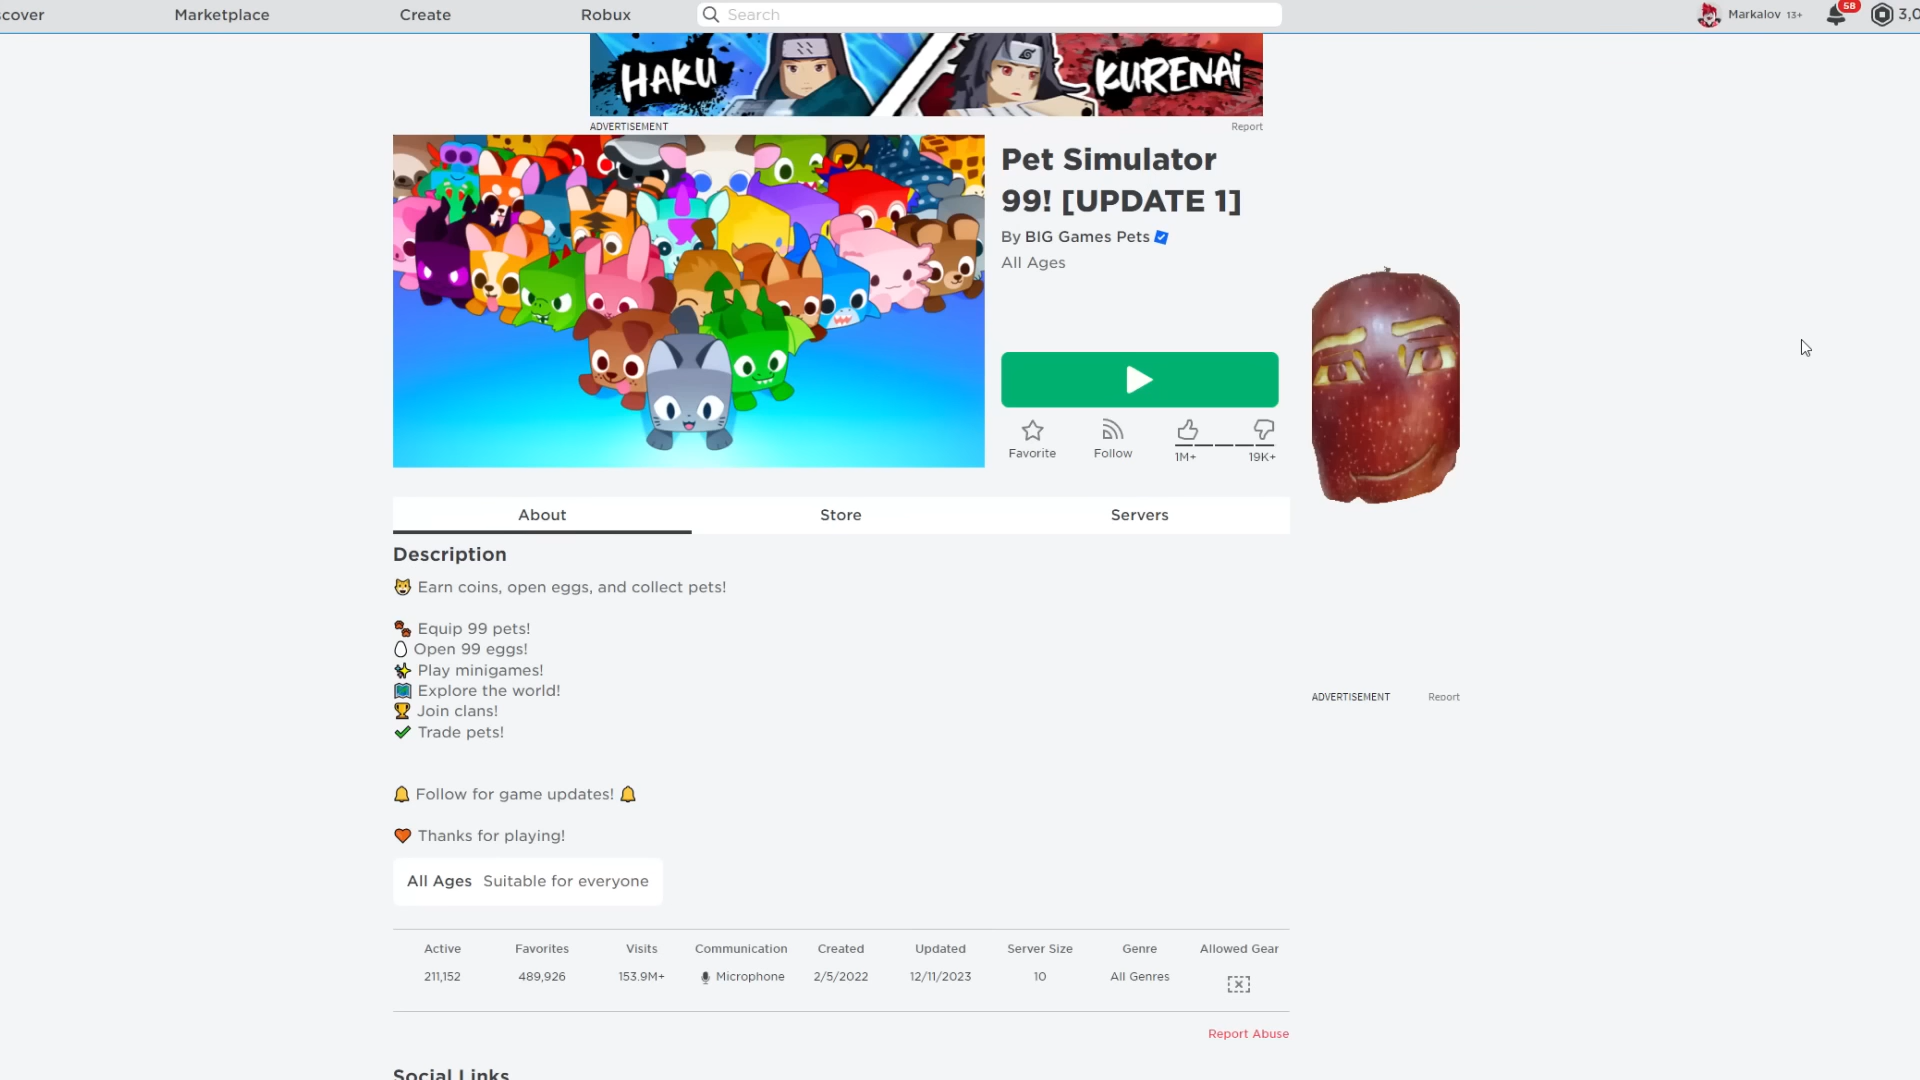 cover
Marketplace
Create
Robux
Search
Markalov 13+
58
3,0
HAKU
KURENAi
ADVERTISEMENT
Report
Pet Simulator
99! [UPDATE 1]
By BIG Games Pets
All Ages
Favorite
Follow
1M+
19K+
About
Store
Servers
Description
Earn coins, open eggs, and collect pets!
Equip 99 pets!
Open 99 eggs!
Play minigames!
Explore the world!
Join clans!
Trade pets!
ADVERTISEMENT
Report
Follow for game updates!
Thanks for playing!
All Ages Suitable for everyone
Active Favorites Visits Communication Created Updated Server Size Genre Allowed Gear
211,152 489,926 153.9M+ Microphone 2/5/2022 12/11/2023 10 All Genres
Report Abuse
Social Links